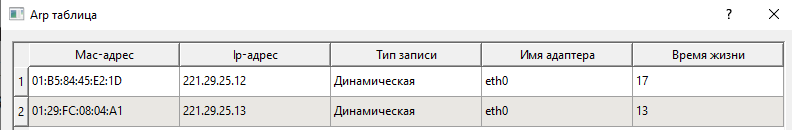 Arp таблица
Mac-адрес Ip-адрес Тип записи Имя адаптера Время жизни
1 01:B5:84:45:E2:1D 221.29.25.12 Динамическая eth0 17
2 01:29:FC:08:04:A1 221.29.25.13 Динамическая eth0 13